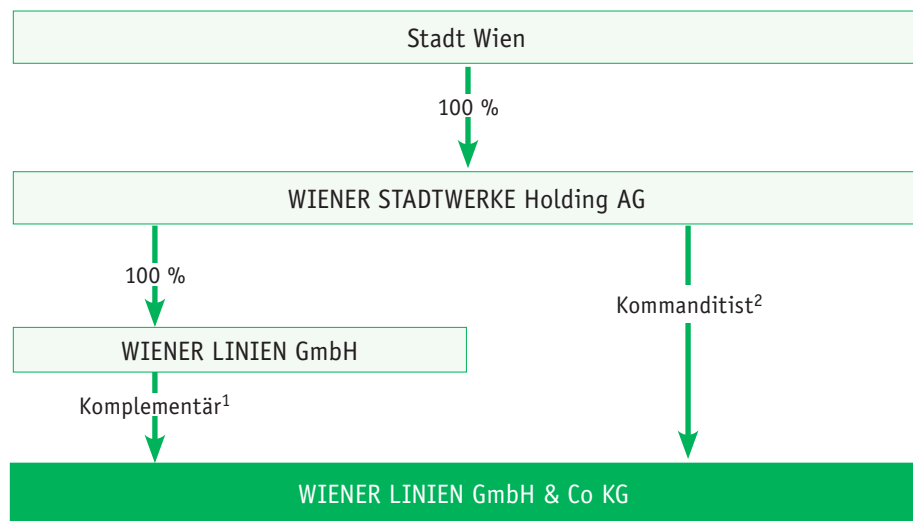 Stadt Wien
100 %
WIENER STADTWERKE Holding AG
100 %
Kommanditist²
WIENER LINIEN GmbH
Komplementär¹
WIENER LINIEN GmbH & Co KG